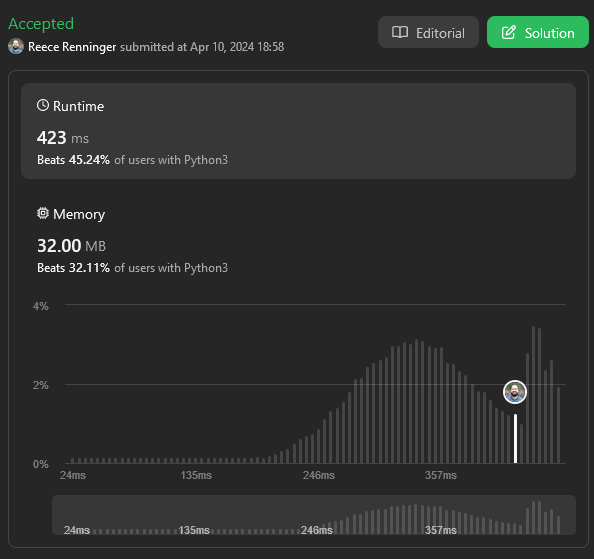 Accepted
Reece Renninger submitted at Apr 10, 2024 18:58
Editorial
Solution
Runtime
423 ms
Beats 45.24% of users with Python3
Memory
32.00 MB
Beats 32.11% of users with Python3
4%
2%
0%
24ms 135ms 246ms 357ms
24ms 135ms 246ms 357ms